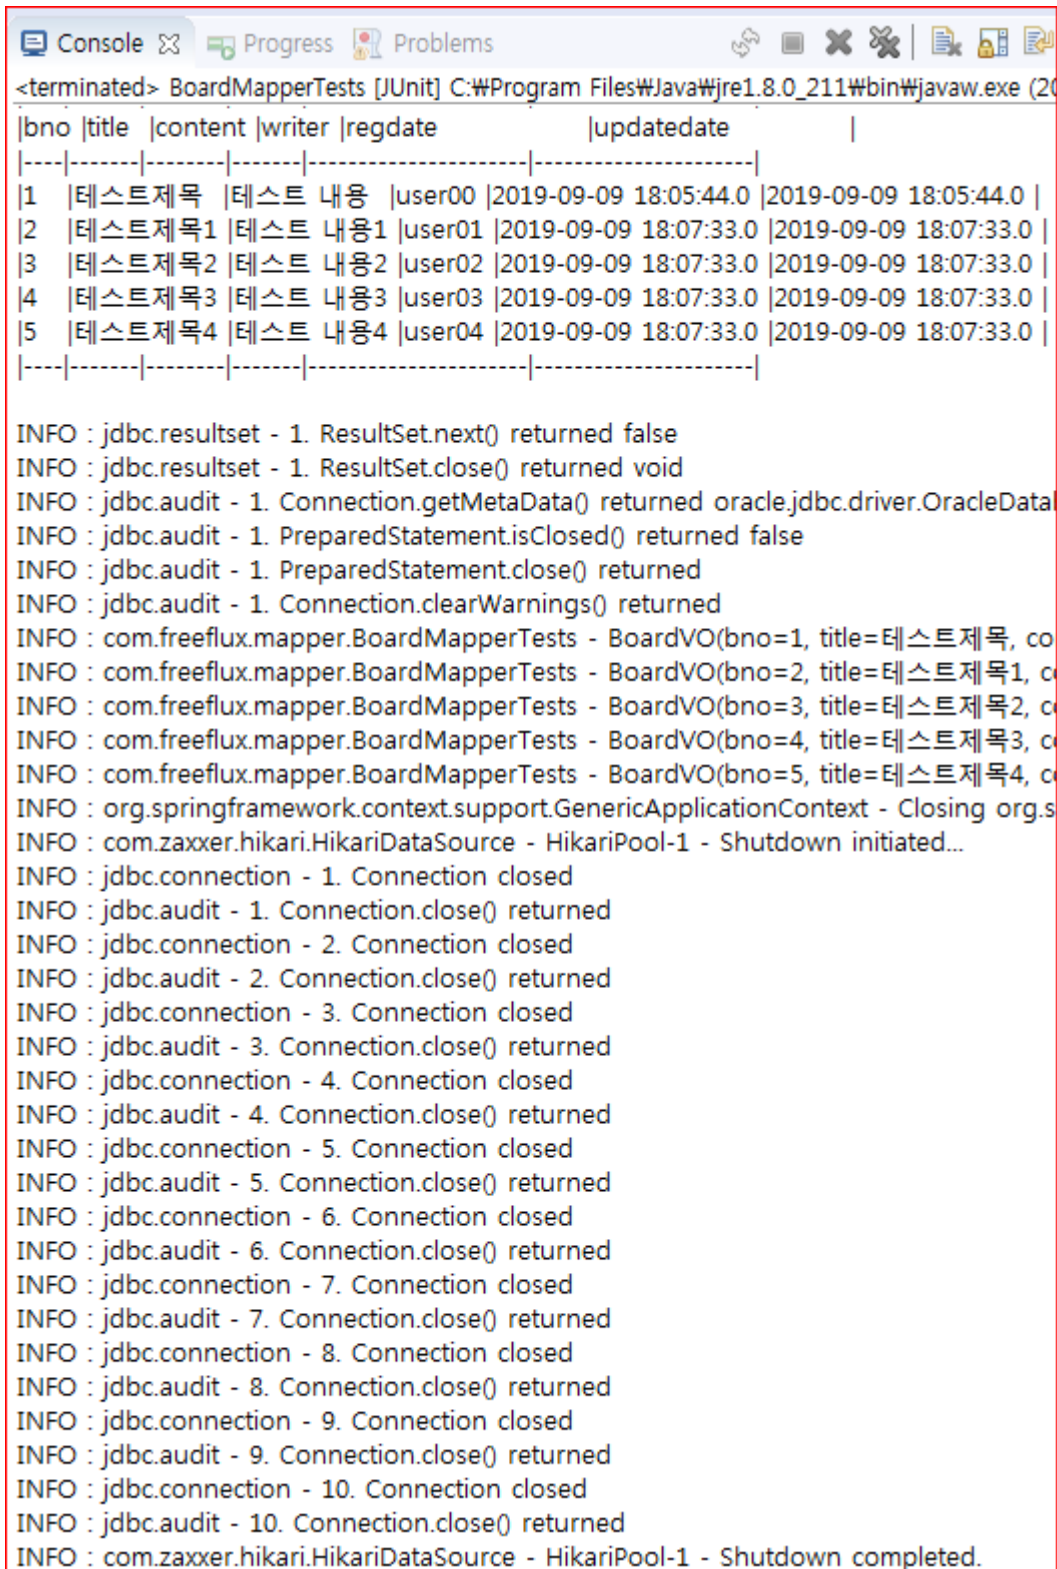 Console Progress Problems
<terminated> BoardMapperTests [JUnit] C:₩Program Files₩Java₩jre1.8.0_211₩bin₩javaw.exe (20
|bno |title |content |writer |regdate |updatedate |
|----|-------|--------|-------|----------------------|----------------------|
|1 |테스트제목 |테스트 내용 |user00 |2019-09-09 18:05:44.0 |2019-09-09 18:05:44.0 |
|2 |테스트제목1 |테스트 내용1 |user01 |2019-09-09 18:07:33.0 |2019-09-09 18:07:33.0 |
|3 |테스트제목2 |테스트 내용2 |user02 |2019-09-09 18:07:33.0 |2019-09-09 18:07:33.0 |
|4 |테스트제목3 |테스트 내용3 |user03 |2019-09-09 18:07:33.0 |2019-09-09 18:07:33.0 |
|5 |테스트제목4 |테스트 내용4 |user04 |2019-09-09 18:07:33.0 |2019-09-09 18:07:33.0 |
|----|-------|--------|-------|----------------------|----------------------|
INFO : jdbc.resultset - 1. ResultSet.next() returned false
INFO : jdbc.resultset - 1. ResultSet.close() returned void
INFO : jdbc.audit - 1. Connection.getMetaData() returned oracle.jdbc.driver.OracleDatal
INFO : jdbc.audit - 1. PreparedStatement.isClosed() returned false
INFO : jdbc.audit - 1. PreparedStatement.close() returned
INFO : jdbc.audit - 1. Connection.clearWarnings() returned
INFO : com.freeflux.mapper.BoardMapperTests - BoardVO(bno=1, title=테스트제목, co
INFO : com.freeflux.mapper.BoardMapperTests - BoardVO(bno=2, title=테스트제목1, c
INFO : com.freeflux.mapper.BoardMapperTests - BoardVO(bno=3, title=테스트제목2, c
INFO : com.freeflux.mapper.BoardMapperTests - BoardVO(bno=4, title=테스트제목3, c
INFO : com.freeflux.mapper.BoardMapperTests - BoardVO(bno=5, title=테스트제목4, c
INFO : org.springframework.context.support.GenericApplicationContext - Closing org.s
INFO : com.zaxxer.hikari.HikariDataSource - HikariPool-1 - Shutdown initiated...
INFO : jdbc.connection - 1. Connection closed
INFO : jdbc.audit - 1. Connection.close() returned
INFO : jdbc.connection - 2. Connection closed
INFO : jdbc.audit - 2. Connection.close() returned
INFO : jdbc.connection - 3. Connection closed
INFO : jdbc.audit - 3. Connection.close() returned
INFO : jdbc.connection - 4. Connection closed
INFO : jdbc.audit - 4. Connection.close() returned
INFO : jdbc.connection - 5. Connection closed
INFO : jdbc.audit - 5. Connection.close() returned
INFO : jdbc.connection - 6. Connection closed
INFO : jdbc.audit - 6. Connection.close() returned
INFO : jdbc.connection - 7. Connection closed
INFO : jdbc.audit - 7. Connection.close() returned
INFO : jdbc.connection - 8. Connection closed
INFO : jdbc.audit - 8. Connection.close() returned
INFO : jdbc.connection - 9. Connection closed
INFO : jdbc.audit - 9. Connection.close() returned
INFO : jdbc.connection - 10. Connection closed
INFO : jdbc.audit - 10. Connection.close() returned
INFO : com.zaxxer.hikari.HikariDataSource - HikariPool-1 - Shutdown completed.